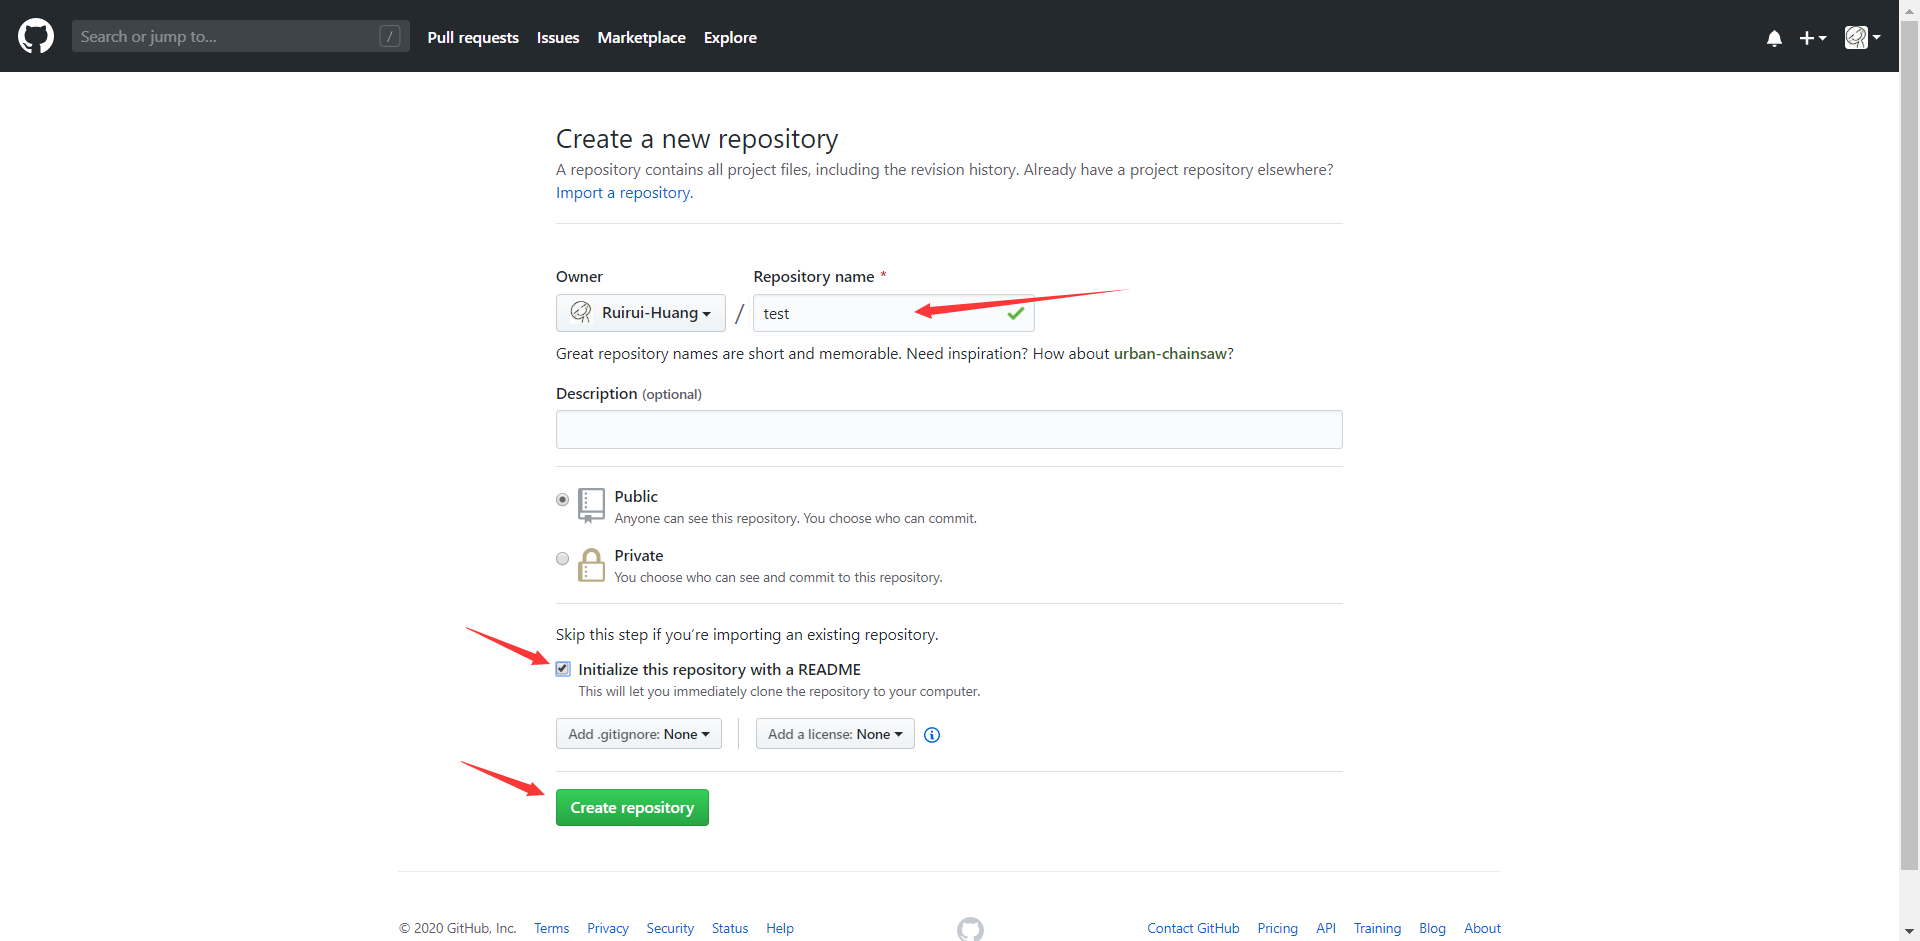 Search or jump to... / Pull requests Issues Marketplace Explore
Create a new repository
A repository contains all project files, including the revision history. Already have a project repository elsewhere?
Import a repository.
Owner Repository name *
Ruirui-Huang / test
Great repository names are short and memorable. Need inspiration? How about urban-chainsaw?
Description (optional)
Public
Anyone can see this repository. You choose who can commit.
Private
You choose who can see and commit to this repository.
Skip this step if you’re importing an existing repository.
Initialize this repository with a README
This will let you immediately clone the repository to your computer.
Add .gitignore: None Add a license: None
Create repository
© 2020 GitHub, Inc. Terms Privacy Security Status Help Contact GitHub Pricing API Training Blog About